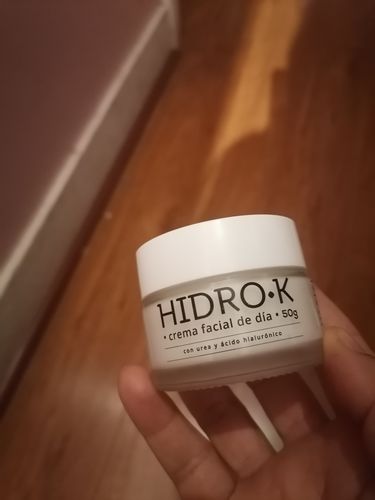 HIDRO•K
• crema facial de día • 50g
con urea y ácido hialurónico